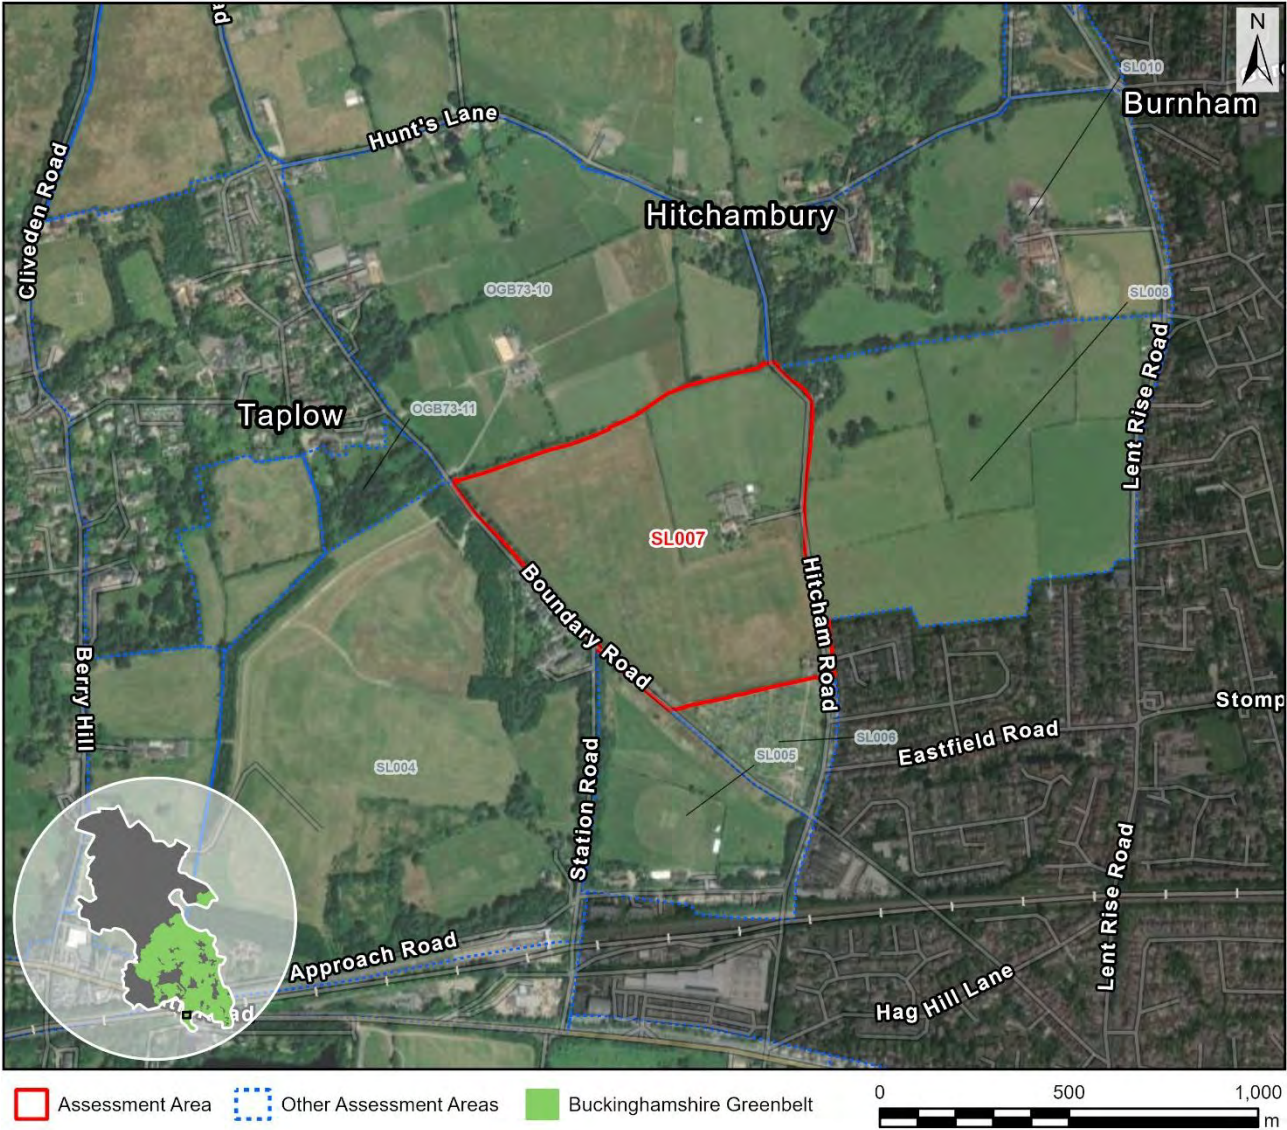 ad
N
SL010
Burnham
Hunt's Lane
Cliveden Road
Hitchambury
OGB73-10
SL008
Taplow
OGB73-11
Lent Rise Road
SL007
Boundary Road
Hitcham Road
Berry Hill
Stomp
Eastfield Road
SL006
SL005
SL004
Station Road
Lent Rise Road
Approach Road
Hag Hill Lane
ad
Assessment Area
Other Assessment Areas
Buckinghamshire Greenbelt
0 500 1,000
m